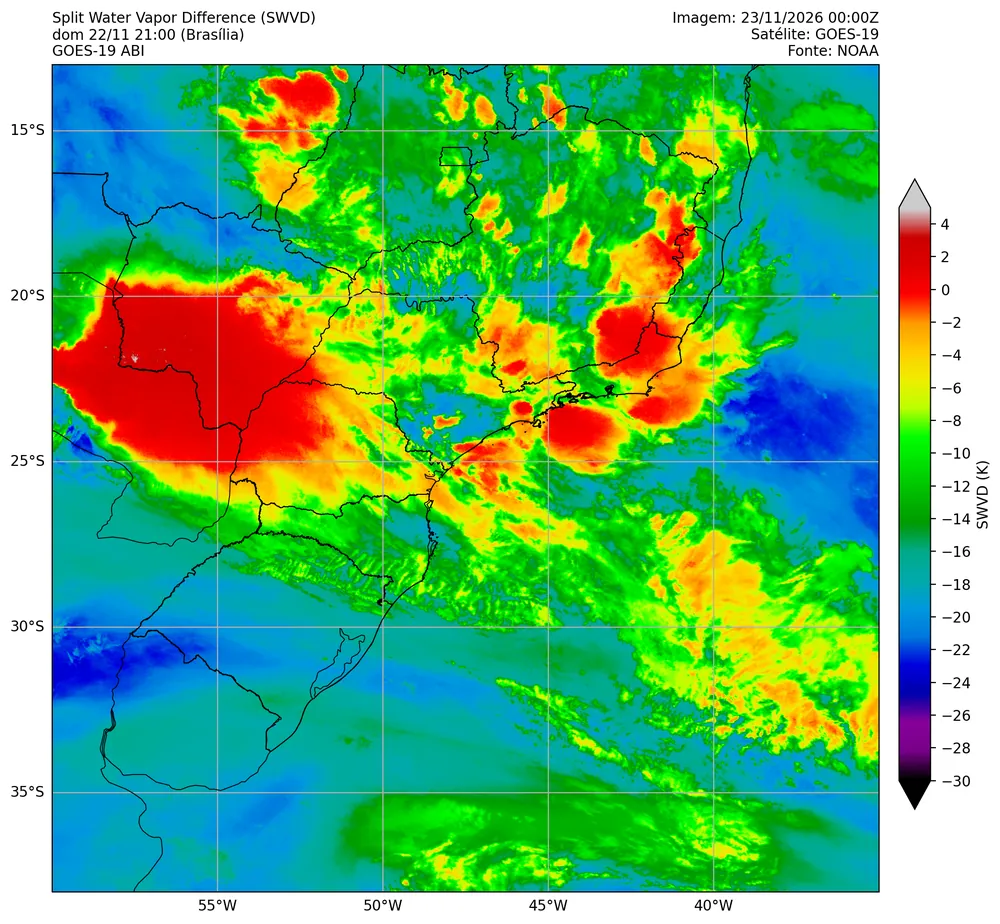 Split Water Vapor Difference (SWVD)
dom 22/11 21:00 (Brasília)
GOES-19 ABI
Imagem: 23/11/2026 00:00Z
Satélite: GOES-19
Fonte: NOAA
15°S
20°S
25°S
30°S
35°S
55°W
50°W
45°W
40°W
4
2
0
−2
−4
−6
−8
−10
−12
−14
−16
−18
−20
−22
−24
−26
−28
−30
SWVD (K)